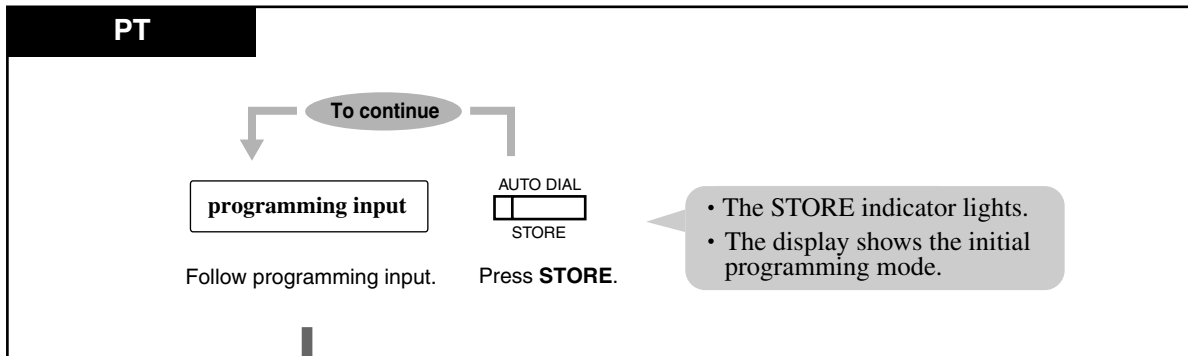 PT
To continue
programming input
AUTO DIAL
STORE
Follow programming input.
Press STORE.
・The STORE indicator lights.
・The display shows the initial
programming mode.